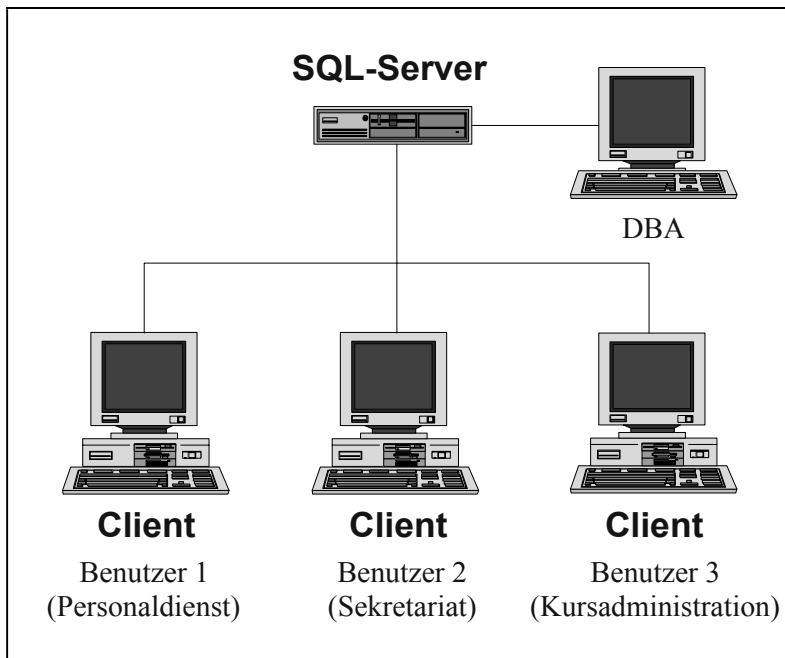 SQL-Server
DBA
Client
Benutzer 1
(Personaldienst)
Client
Benutzer 2
(Sekretariat)
Client
Benutzer 3
(Kursadministration)